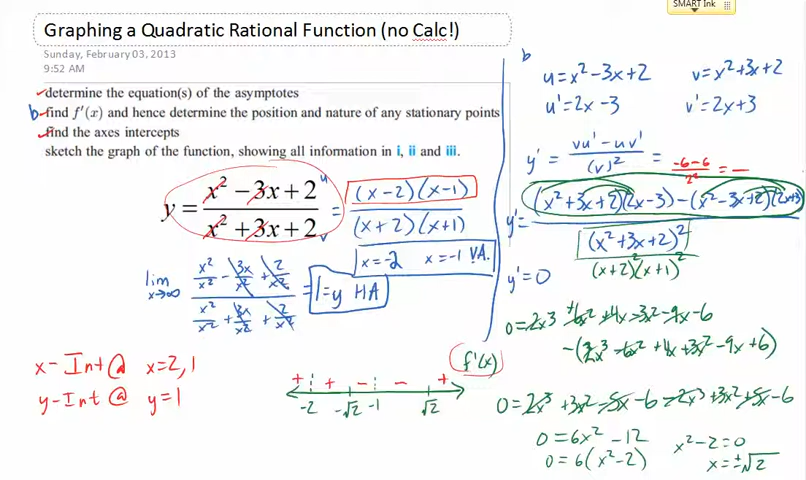 SMART Ink
Graphing a Quadratic Rational Function (no Calc!)
Sunday, February 03, 2013
9:52 AM
determine the equation(s) of the asymptotes
b find f'(x) and hence determine the position and nature of any stationary points
find the axes intercepts
sketch the graph of the function, showing all information in i, ii and iii.
y = (x² − 3x + 2)/(x² + 3x + 2) = (x−2)(x−1)/(x+2)(x+1)
u
v
x=-2 x=-1 V.A.
lim x→∞ (x²/x² − 3x/x² + 2/x²)/(x²/x² + 3x/x² + 2/x²) = 1=y HA
x-Int @ x=2,1
y-Int @ y=1
f'(x)
+ + − − +
-2 -√2 -1 √2
b
u=x²-3x+2 v=x²+3x+2
u'=2x-3 v'=2x+3
y' = (vu'-uv')/(v)² = (-6-6)/2² = −
y'= ((x²+3x+2)(2x-3)-(x²-3x+2)(2x+3))/(x²+3x+2)²
(x+2)²(x+1)²
y'=0
0=2x³+6x²+4x-3x²-9x-6
-(2x³-6x²+4x+3x²-9x+6)
0=2x³+3x²-5x-6-2x³+3x²+5x-6
0=6x²-12 x²-2=0
0=6(x²-2) x=±√2